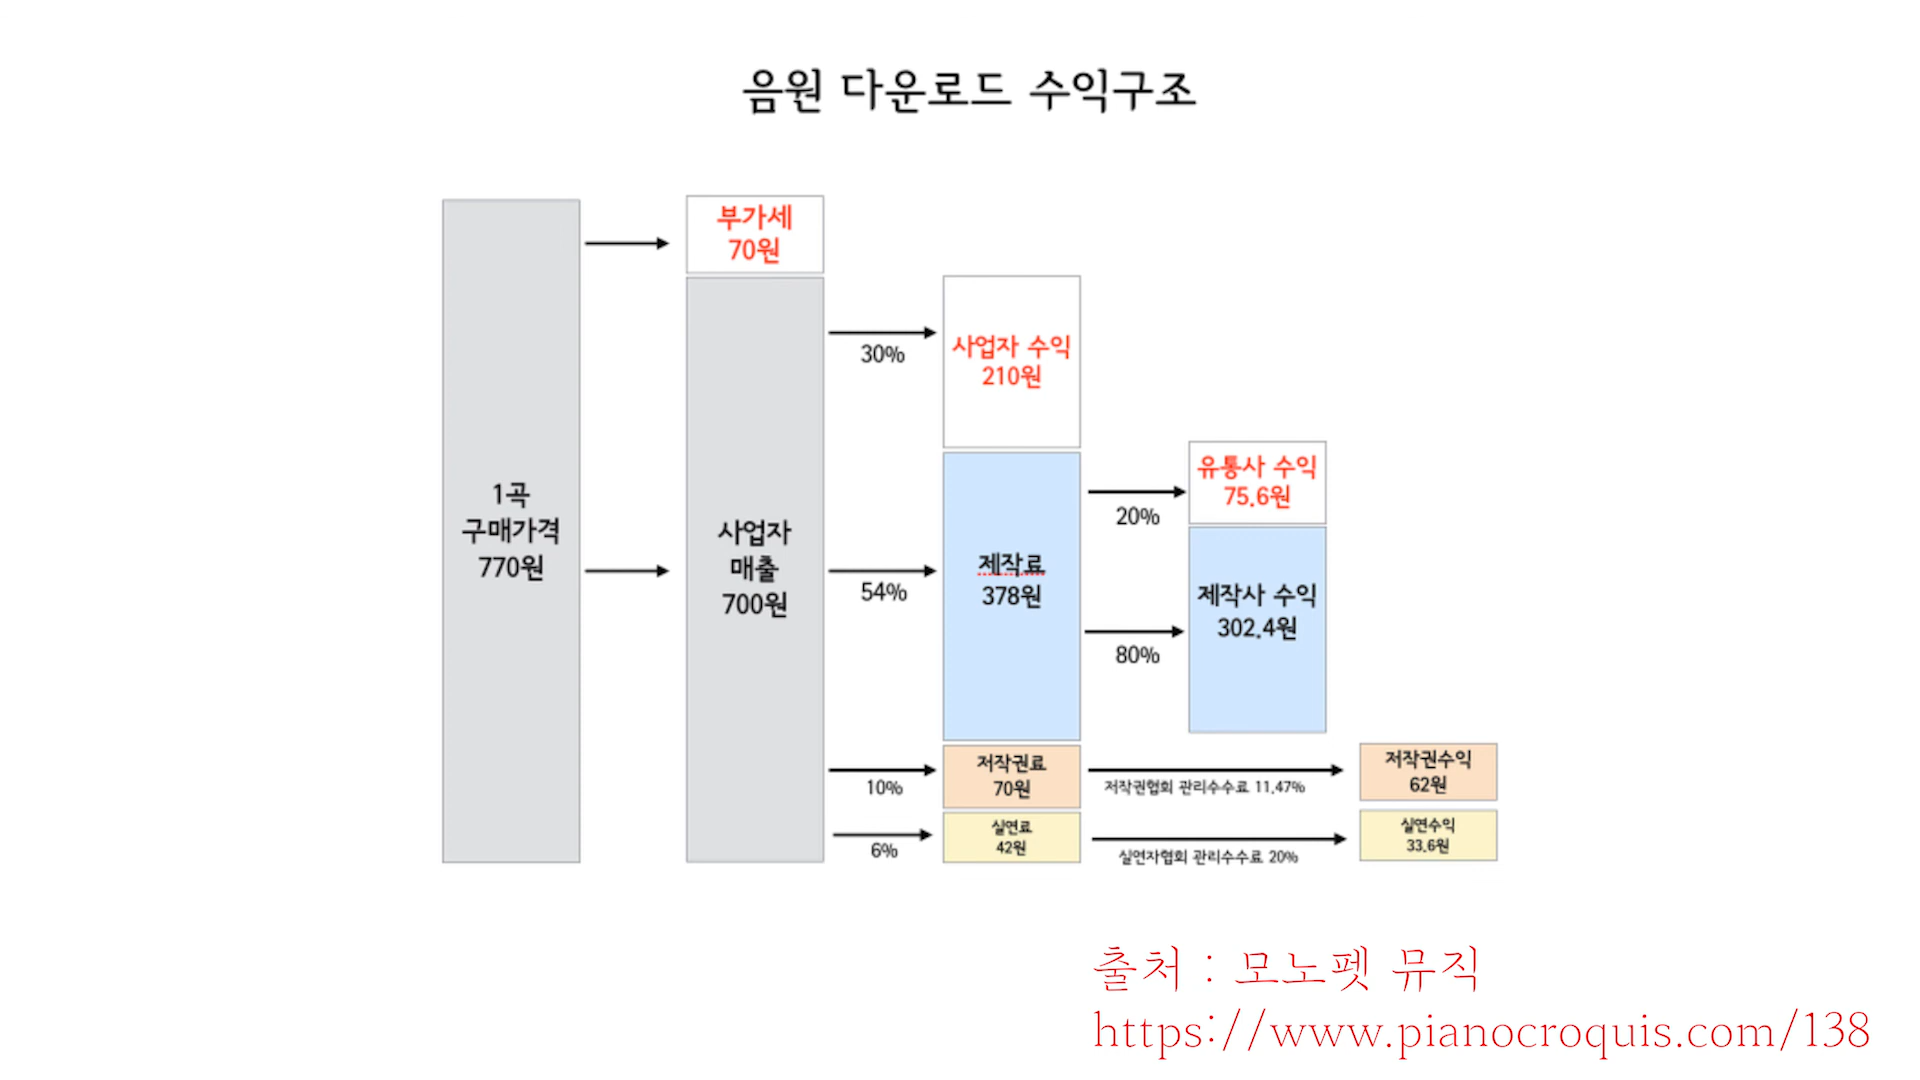 음원 다운로드 수익구조
1곡
구매가격
770원
부가세
70원
사업자
매출
700원
30%
54%
10%
6%
사업자 수익
210원
제작료
378원
저작권료
70원
실연료
42원
20%
80%
저작권협회 관리수수료 11.47%
실연자협회 관리수수료 20%
유통사 수익
75.6원
제작사 수익
302.4원
저작권수익
62원
실연수익
33.6원
출처 : 모노펫 뮤직
https://www.pianocroquis.com/138